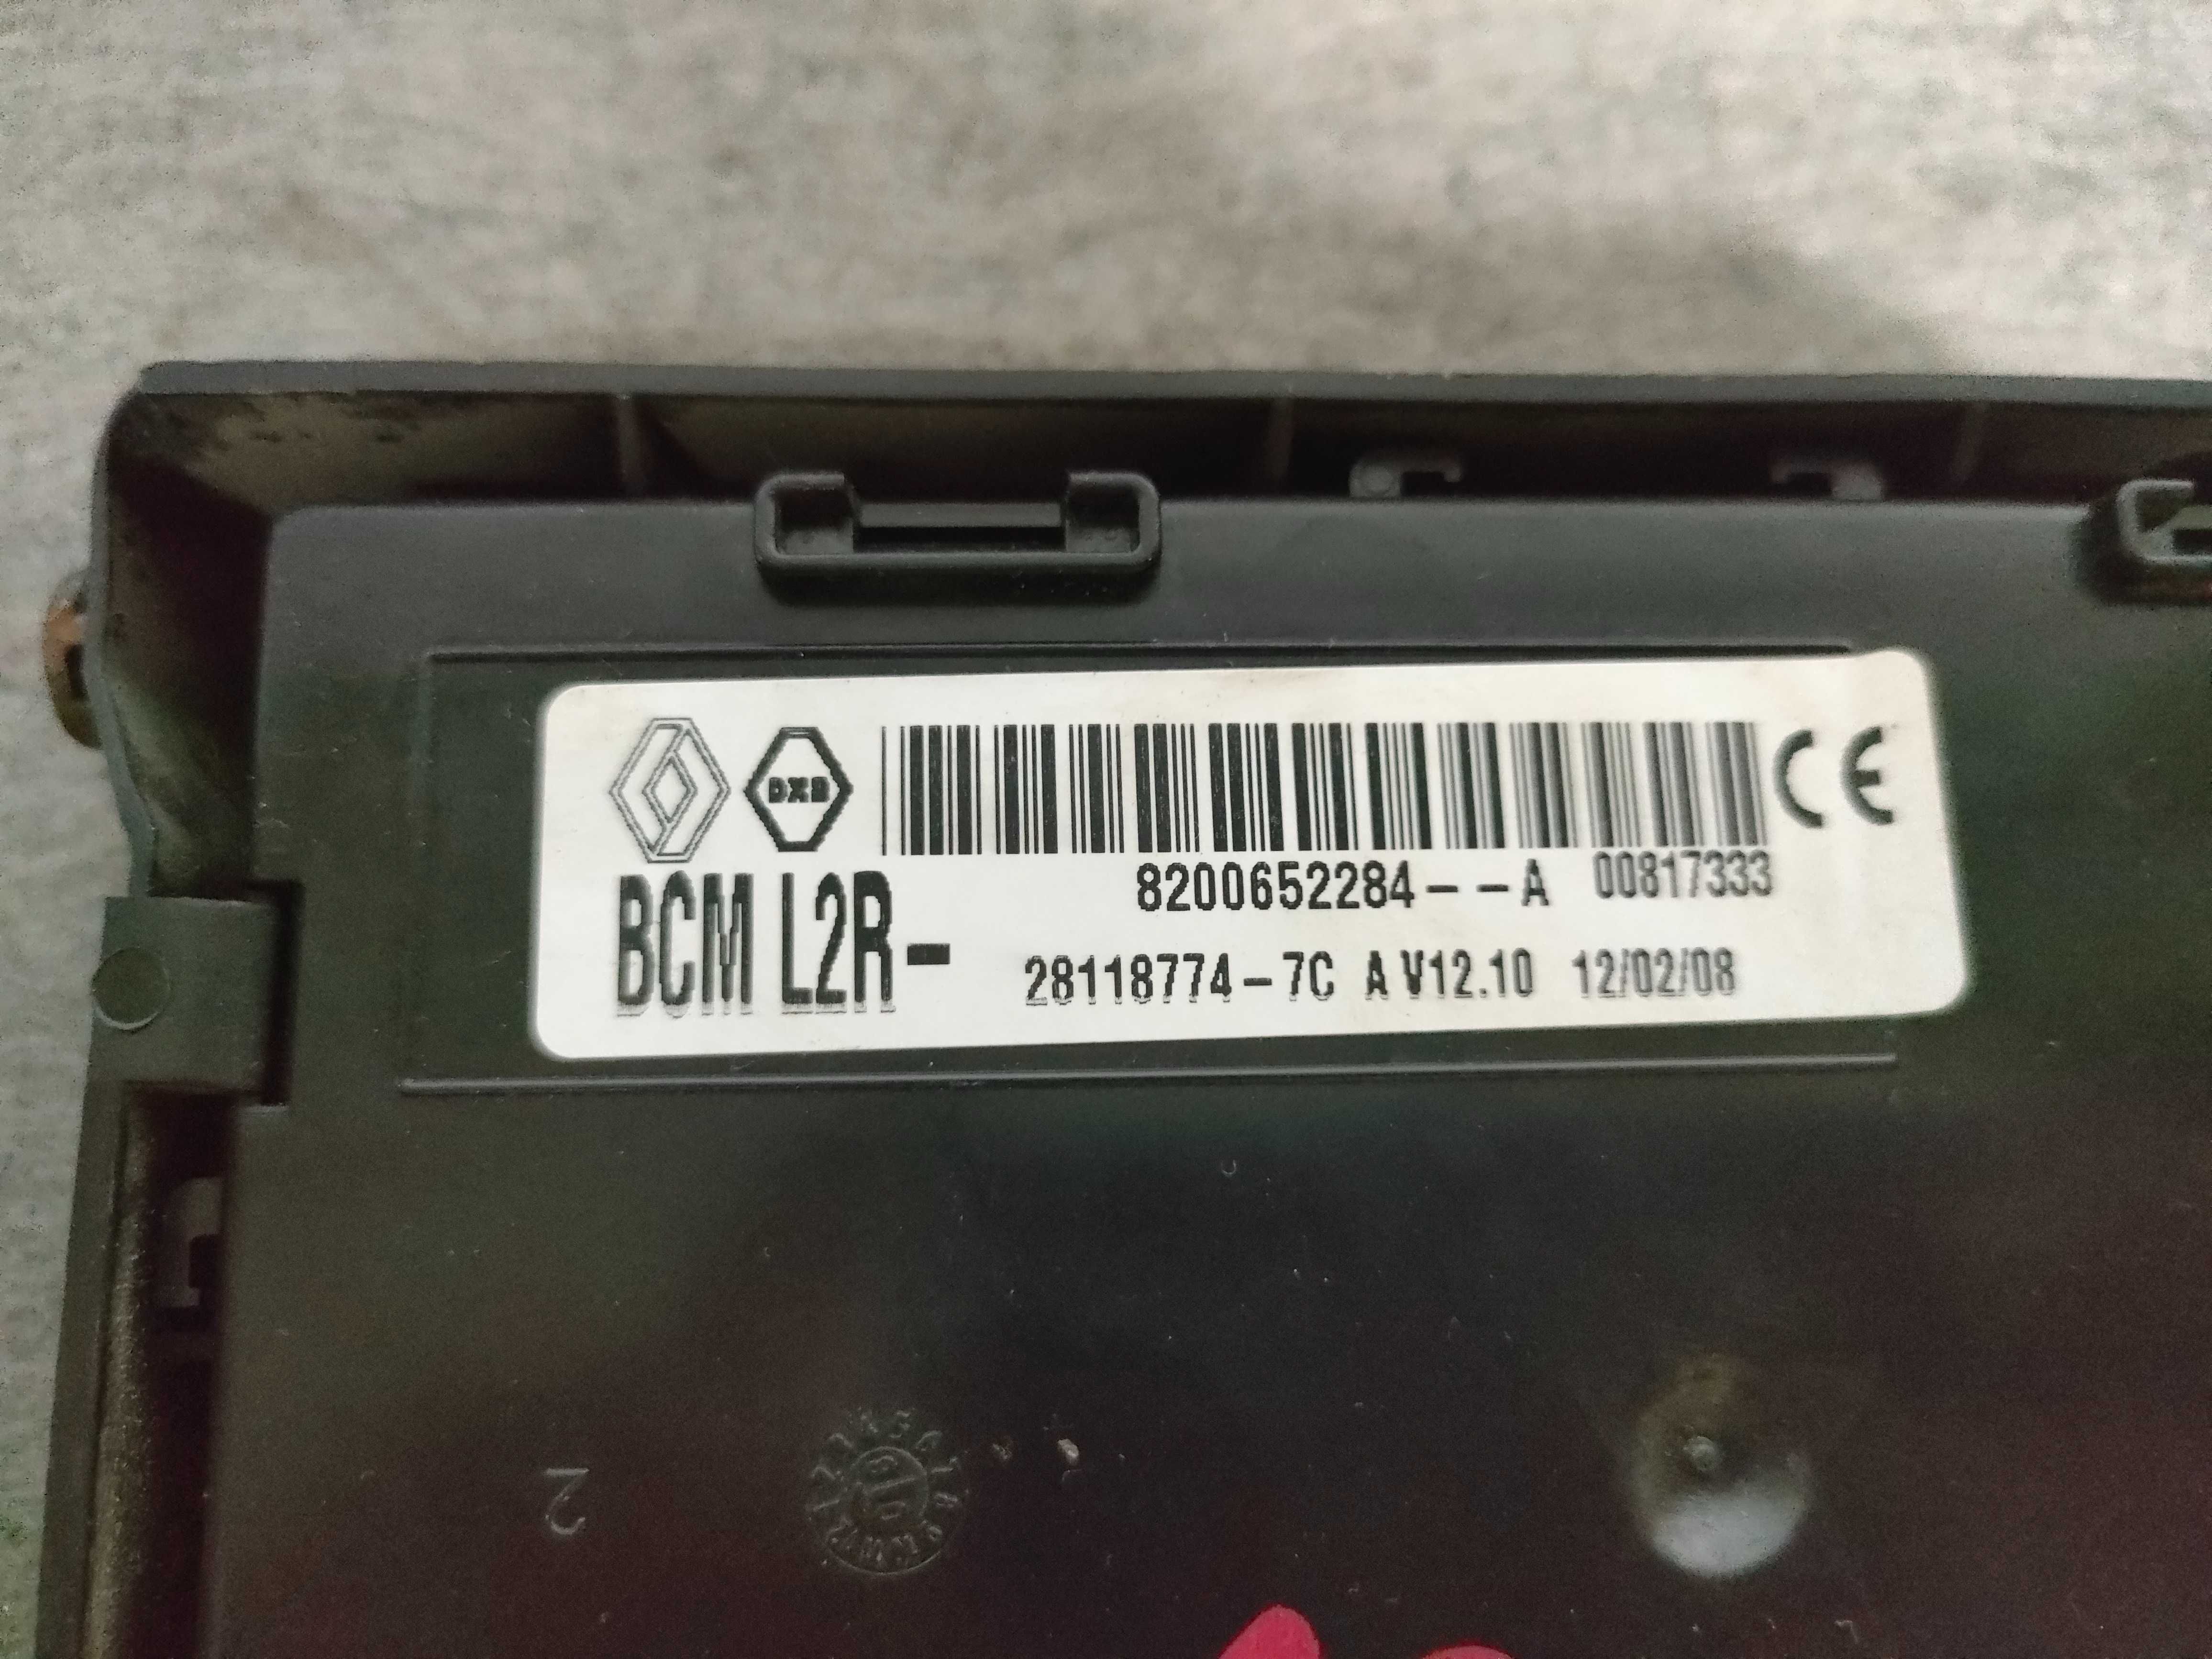 DXB
CE
8200652284--A 00817333
BCM L2R-
28118774-7C A V12.10 12/02/08
2